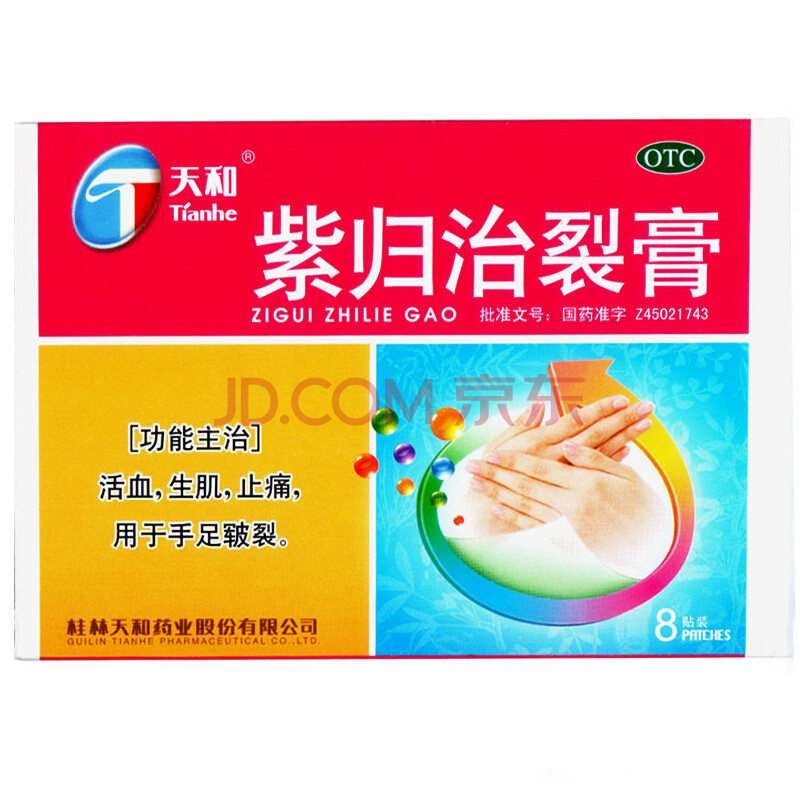 天和®
Tianhe
OTC
紫归治裂膏
ZIGUI ZHILIE GAO 批准文号：国药准字 Z45021743
JD.COM 京东
[功能主治]
活血，生肌，止痛，
用于手足皲裂。
桂林天和药业股份有限公司
GUILIN TIANHE PHARMACEUTICAL CO.,LTD.
8 贴装
PATCHES